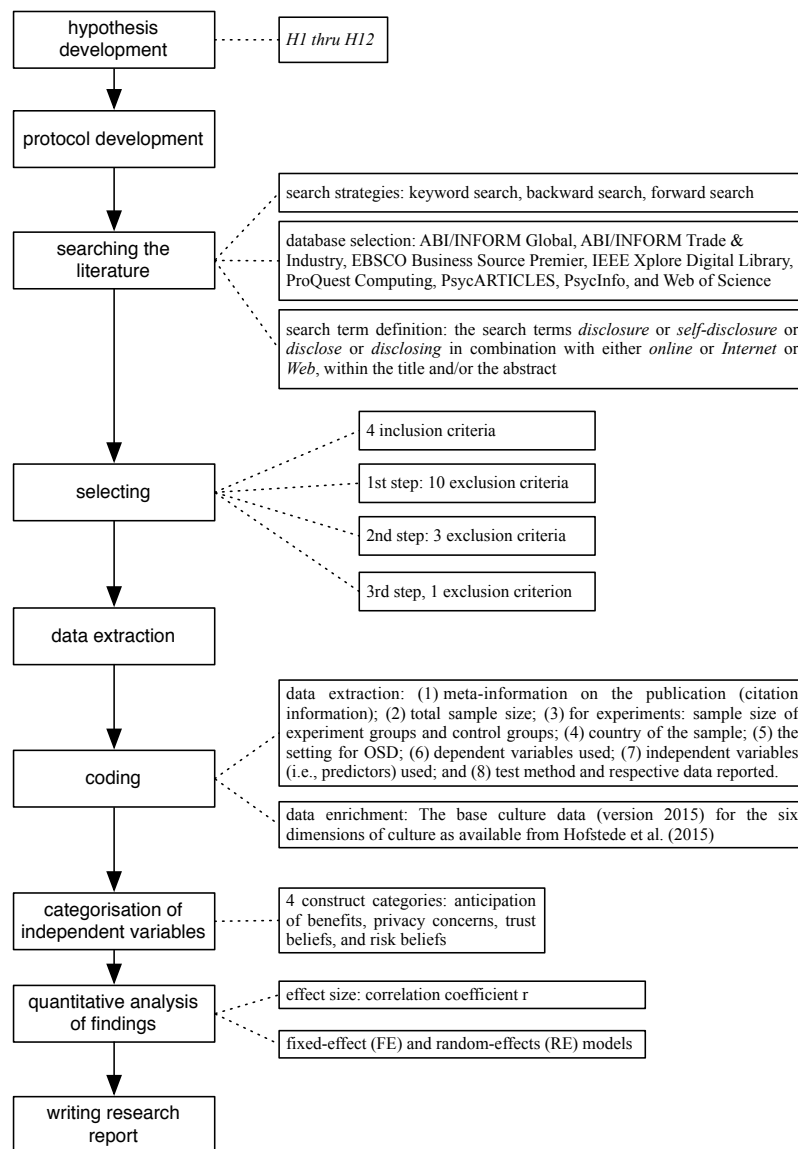 hypothesis
development
H1 thru H12
protocol development
searching the
literature
search strategies: keyword search, backward search, forward search
database selection: ABI/INFORM Global, ABI/INFORM Trade &
Industry, EBSCO Business Source Premier, IEEE Xplore Digital Library,
ProQuest Computing, PsycARTICLES, PsycInfo, and Web of Science
search term definition: the search terms disclosure or self-disclosure or
disclose or disclosing in combination with either online or Internet or
Web, within the title and/or the abstract
selecting
4 inclusion criteria
1st step: 10 exclusion criteria
2nd step: 3 exclusion criteria
3rd step, 1 exclusion criterion
data extraction
coding
data extraction: (1) meta-information on the publication (citation
information); (2) total sample size; (3) for experiments: sample size of
experiment groups and control groups; (4) country of the sample; (5) the
setting for OSD; (6) dependent variables used; (7) independent variables
(i.e., predictors) used; and (8) test method and respective data reported.
data enrichment: The base culture data (version 2015) for the six
dimensions of culture as available from Hofstede et al. (2015)
categorisation of
independent variables
4 construct categories: anticipation
of benefits, privacy concerns, trust
beliefs, and risk beliefs
quantitative analysis
of findings
effect size: correlation coefficient r
fixed-effect (FE) and random-effects (RE) models
writing research
report